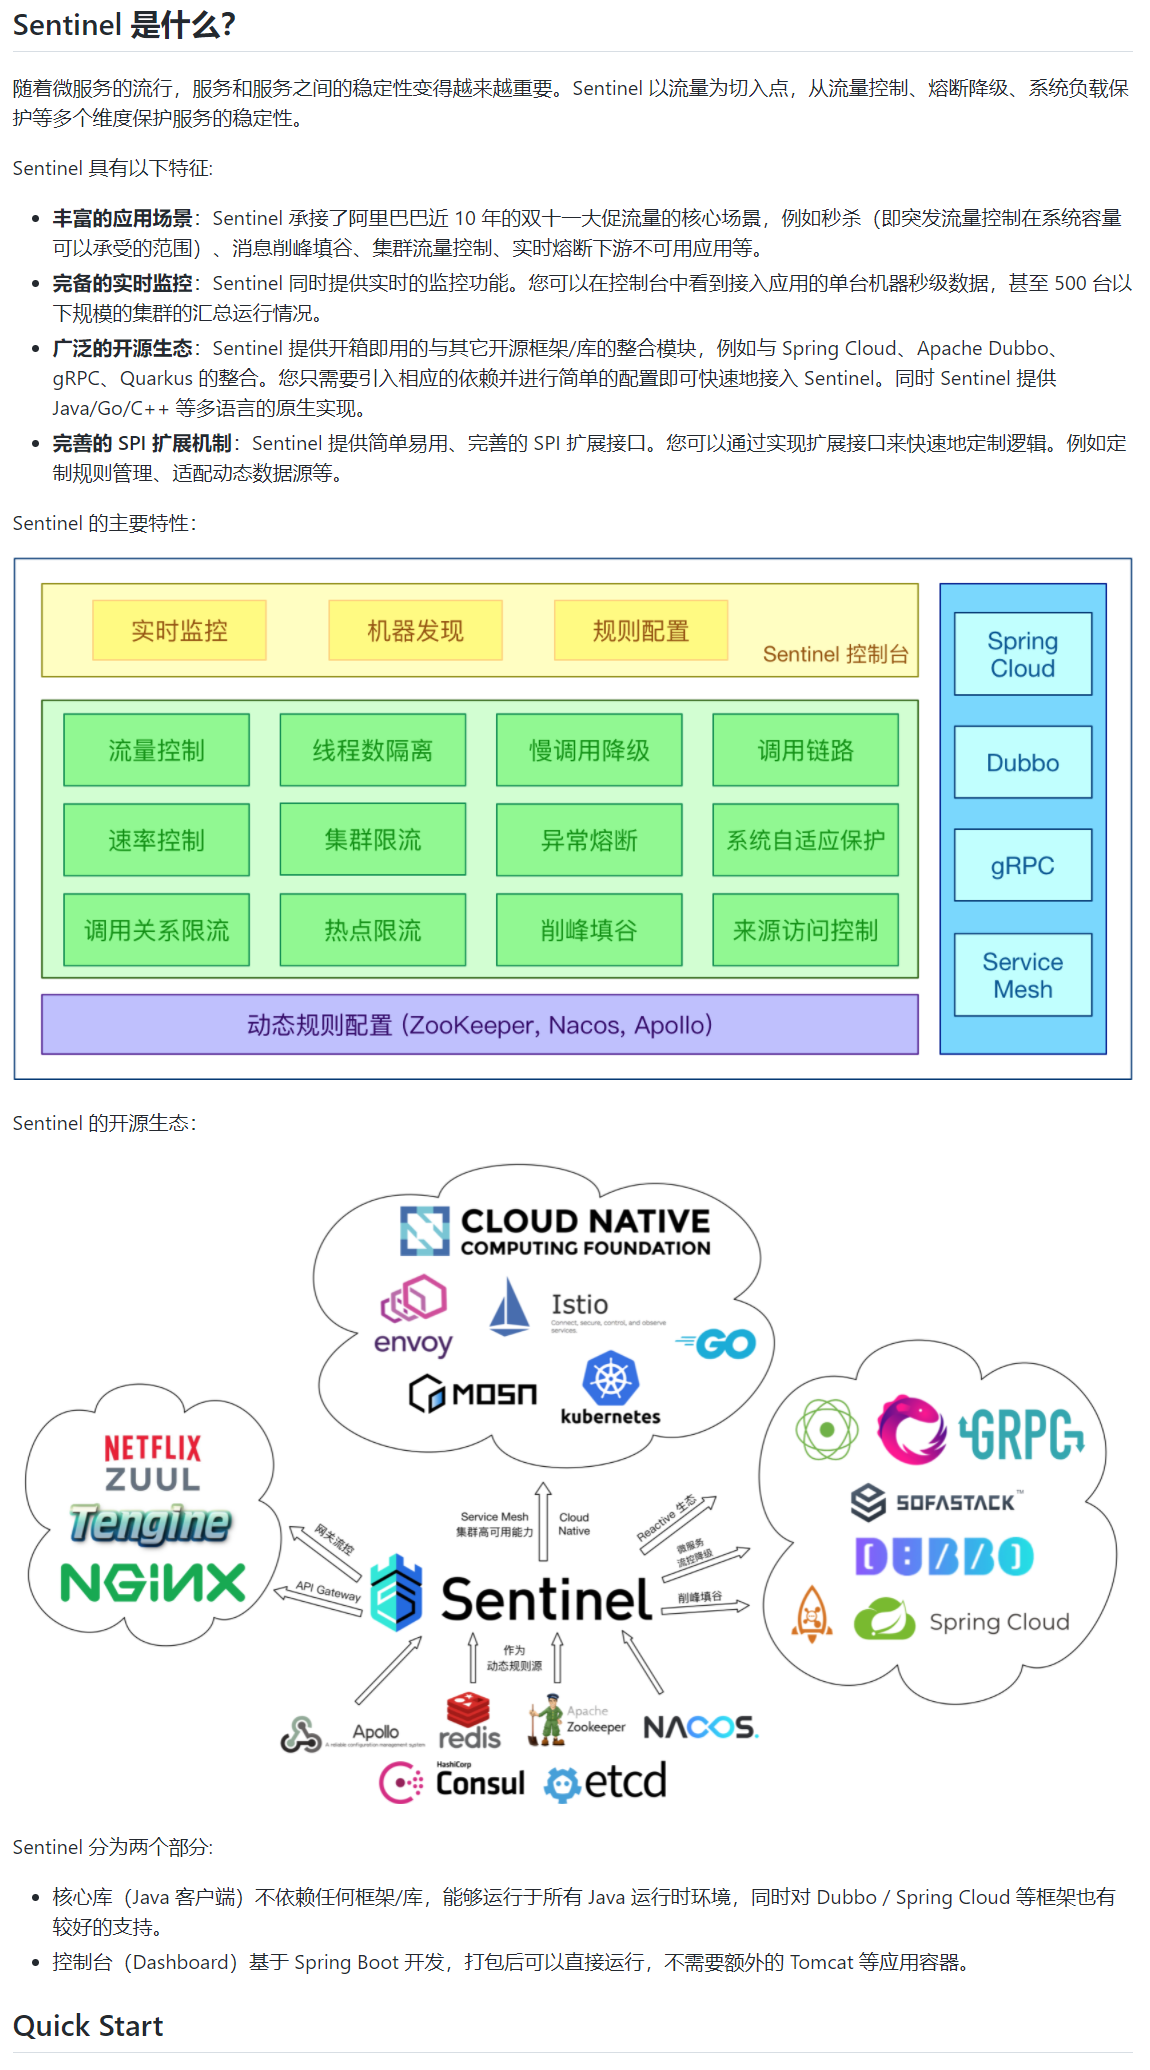 Sentinel 是什么?
随着微服务的流行，服务和服务之间的稳定性变得越来越重要。Sentinel 以流量为切入点，从流量控制、熔断降级、系统负载保
护等多个维度保护服务的稳定性。
Sentinel 具有以下特征:
丰富的应用场景：Sentinel 承接了阿里巴巴近 10 年的双十一大促流量的核心场景，例如秒杀（即突发流量控制在系统容量
可以承受的范围）、消息削峰填谷、集群流量控制、实时熔断下游不可用应用等。
完备的实时监控：Sentinel 同时提供实时的监控功能。您可以在控制台中看到接入应用的单台机器秒级数据，甚至 500 台以
下规模的集群的汇总运行情况。
广泛的开源生态：Sentinel 提供开箱即用的与其它开源框架/库的整合模块，例如与 Spring Cloud、Apache Dubbo、
gRPC、Quarkus 的整合。您只需要引入相应的依赖并进行简单的配置即可快速地接入 Sentinel。同时 Sentinel 提供
Java/Go/C++ 等多语言的原生实现。
完善的 SPI 扩展机制：Sentinel 提供简单易用、完善的 SPI 扩展接口。您可以通过实现扩展接口来快速地定制逻辑。例如定
制规则管理、适配动态数据源等。
Sentinel 的主要特性：
实时监控 机器发现 规则配置
Sentinel 控制台
流量控制 线程数隔离 慢调用降级 调用链路
速率控制 集群限流 异常熔断 系统自适应保护
调用关系限流 热点限流 削峰填谷 来源访问控制
动态规则配置 (ZooKeeper, Nacos, Apollo)
Spring
Cloud
Dubbo
gRPC
Service
Mesh
Sentinel 的开源生态：
CLOUD NATIVE
COMPUTING FOUNDATION
envoy
Istio
Connect, secure, control, and observe
services.
GO
MOSN
kubernetes
NETFLIX
ZUUL
Tengine
NGINX
GRPC
SOFASTACK™
DUBBO
Spring Cloud
网关流控
API Gateway
Service Mesh
集群高可用能力
Cloud
Native
Reactive 生态
微服务
流控降级
削峰填谷
Sentinel
作为
动态规则源
Apollo
A reliable configuration management system
redis
Apache
Zookeeper
NACOS.
HashiCorp
Consul
etcd
Sentinel 分为两个部分:
核心库（Java 客户端）不依赖任何框架/库，能够运行于所有 Java 运行时环境，同时对 Dubbo / Spring Cloud 等框架也有
较好的支持。
控制台（Dashboard）基于 Spring Boot 开发，打包后可以直接运行，不需要额外的 Tomcat 等应用容器。
Quick Start